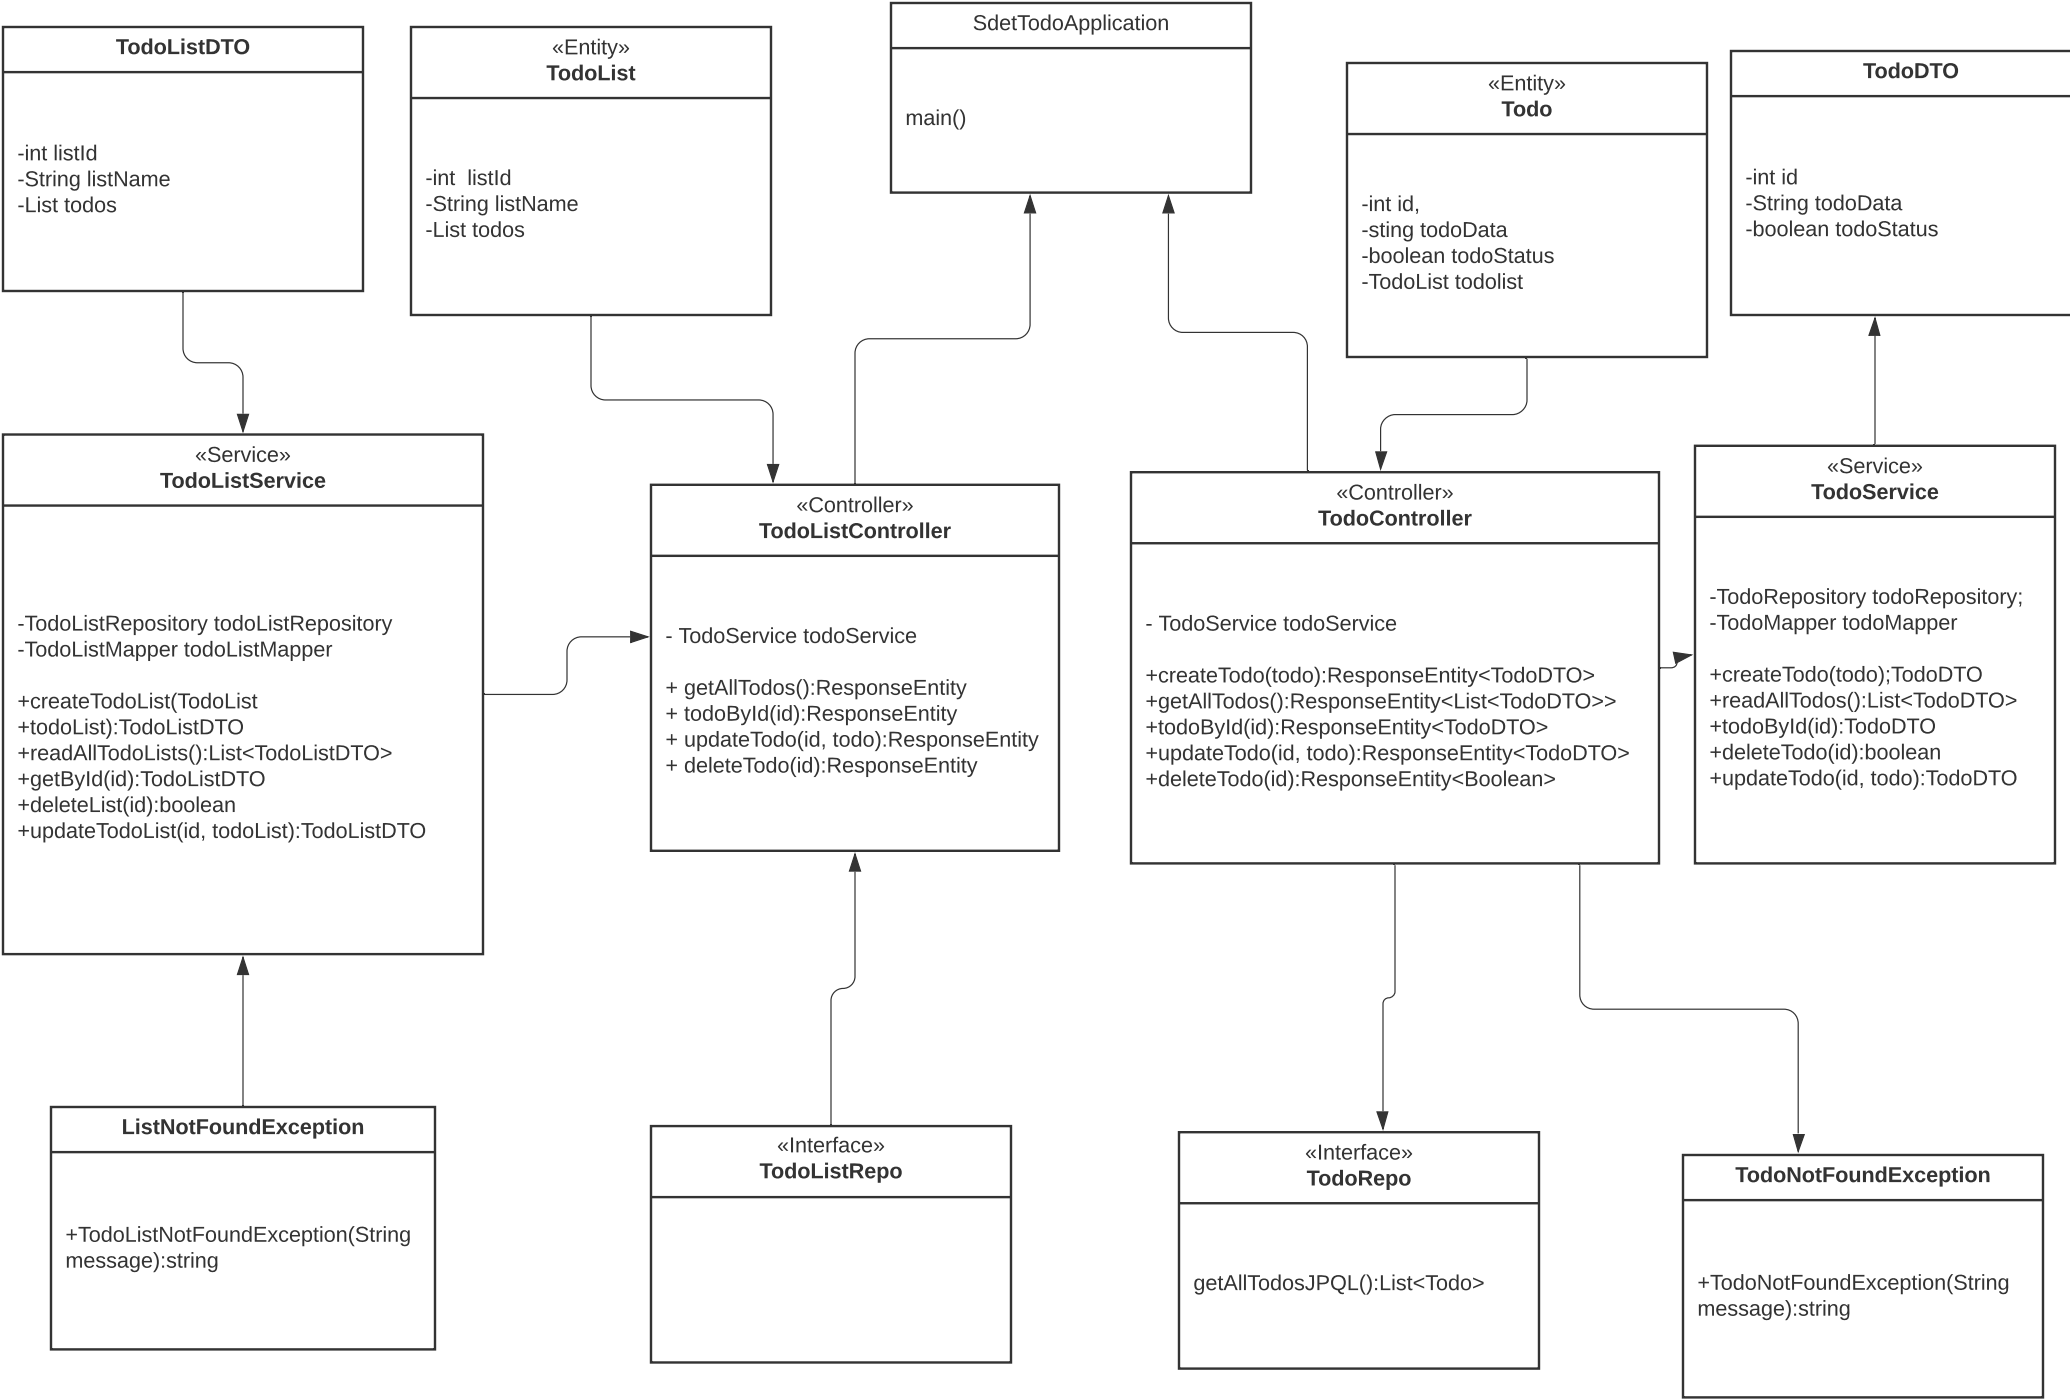 TodoListDTO
-int listId
-String listName
-List todos
«Entity»
TodoList
-int  listId
-String listName
-List todos
SdetTodoApplication
main()
«Entity»
Todo
-int id,
-sting todoData
-boolean todoStatus
-TodoList todolist
TodoDTO
-int id
-String todoData
-boolean todoStatus
«Service»
TodoListService
-TodoListRepository todoListRepository
-TodoListMapper todoListMapper
+createTodoList(TodoList
+todoList):TodoListDTO
+readAllTodoLists():List<TodoListDTO>
+getById(id):TodoListDTO
+deleteList(id):boolean
+updateTodoList(id, todoList):TodoListDTO
«Controller»
TodoListController
- TodoService todoService
+ getAllTodos():ResponseEntity
+ todoById(id):ResponseEntity
+ updateTodo(id, todo):ResponseEntity
+ deleteTodo(id):ResponseEntity
«Controller»
TodoController
- TodoService todoService
+createTodo(todo):ResponseEntity<TodoDTO>
+getAllTodos():ResponseEntity<List<TodoDTO>>
+todoById(id):ResponseEntity<TodoDTO>
+updateTodo(id, todo):ResponseEntity<TodoDTO>
+deleteTodo(id):ResponseEntity<Boolean>
«Service»
TodoService
-TodoRepository todoRepository;
-TodoMapper todoMapper
+createTodo(todo);TodoDTO
+readAllTodos():List<TodoDTO>
+todoById(id):TodoDTO
+deleteTodo(id):boolean
+updateTodo(id, todo):TodoDTO
ListNotFoundException
+TodoListNotFoundException(String
message):string
«Interface»
TodoListRepo
«Interface»
TodoRepo
getAllTodosJPQL():List<Todo>
TodoNotFoundException
+TodoNotFoundException(String
message):string